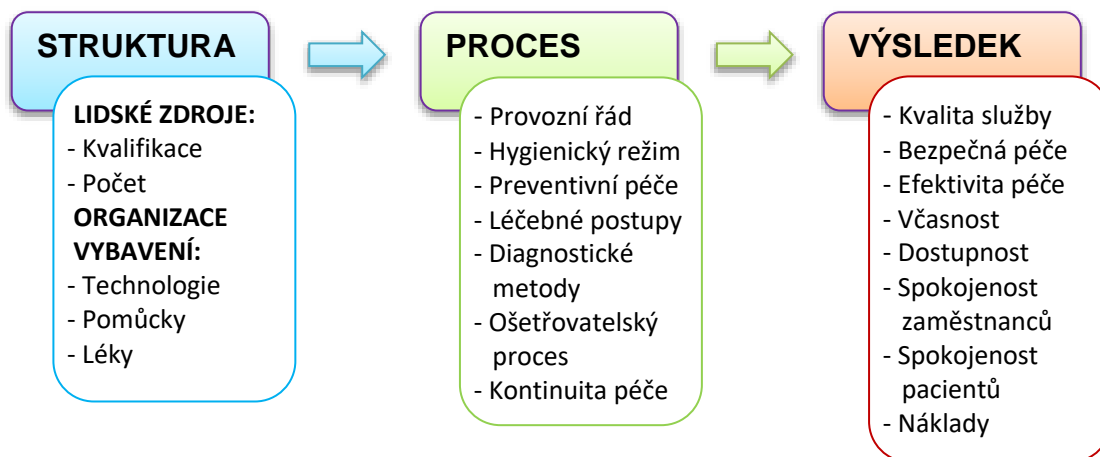 STRUKTURA
LIDSKÉ ZDROJE:
- Kvalifikace
- Počet
ORGANIZACE
VYBAVENÍ:
- Technologie
- Pomůcky
- Léky
PROCES
- Provozní řád
- Hygienický režim
- Preventivní péče
- Léčebné postupy
- Diagnostické
metody
- Ošetřovatelský
proces
- Kontinuita péče
VÝSLEDEK
- Kvalita služby
- Bezpečná péče
- Efektivita péče
- Včasnost
- Dostupnost
- Spokojenost
zaměstnanců
- Spokojenost
pacientů
- Náklady